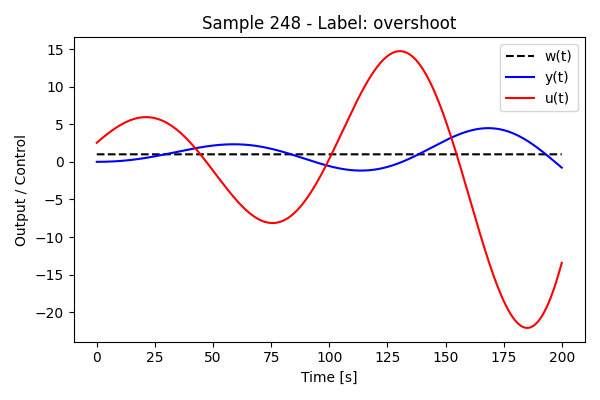 Sample 248 - Label: overshoot
w(t)
y(t)
u(t)
15
10
5
0
−5
−10
−15
−20
Output / Control
0 25 50 75 100 125 150 175 200
Time [s]